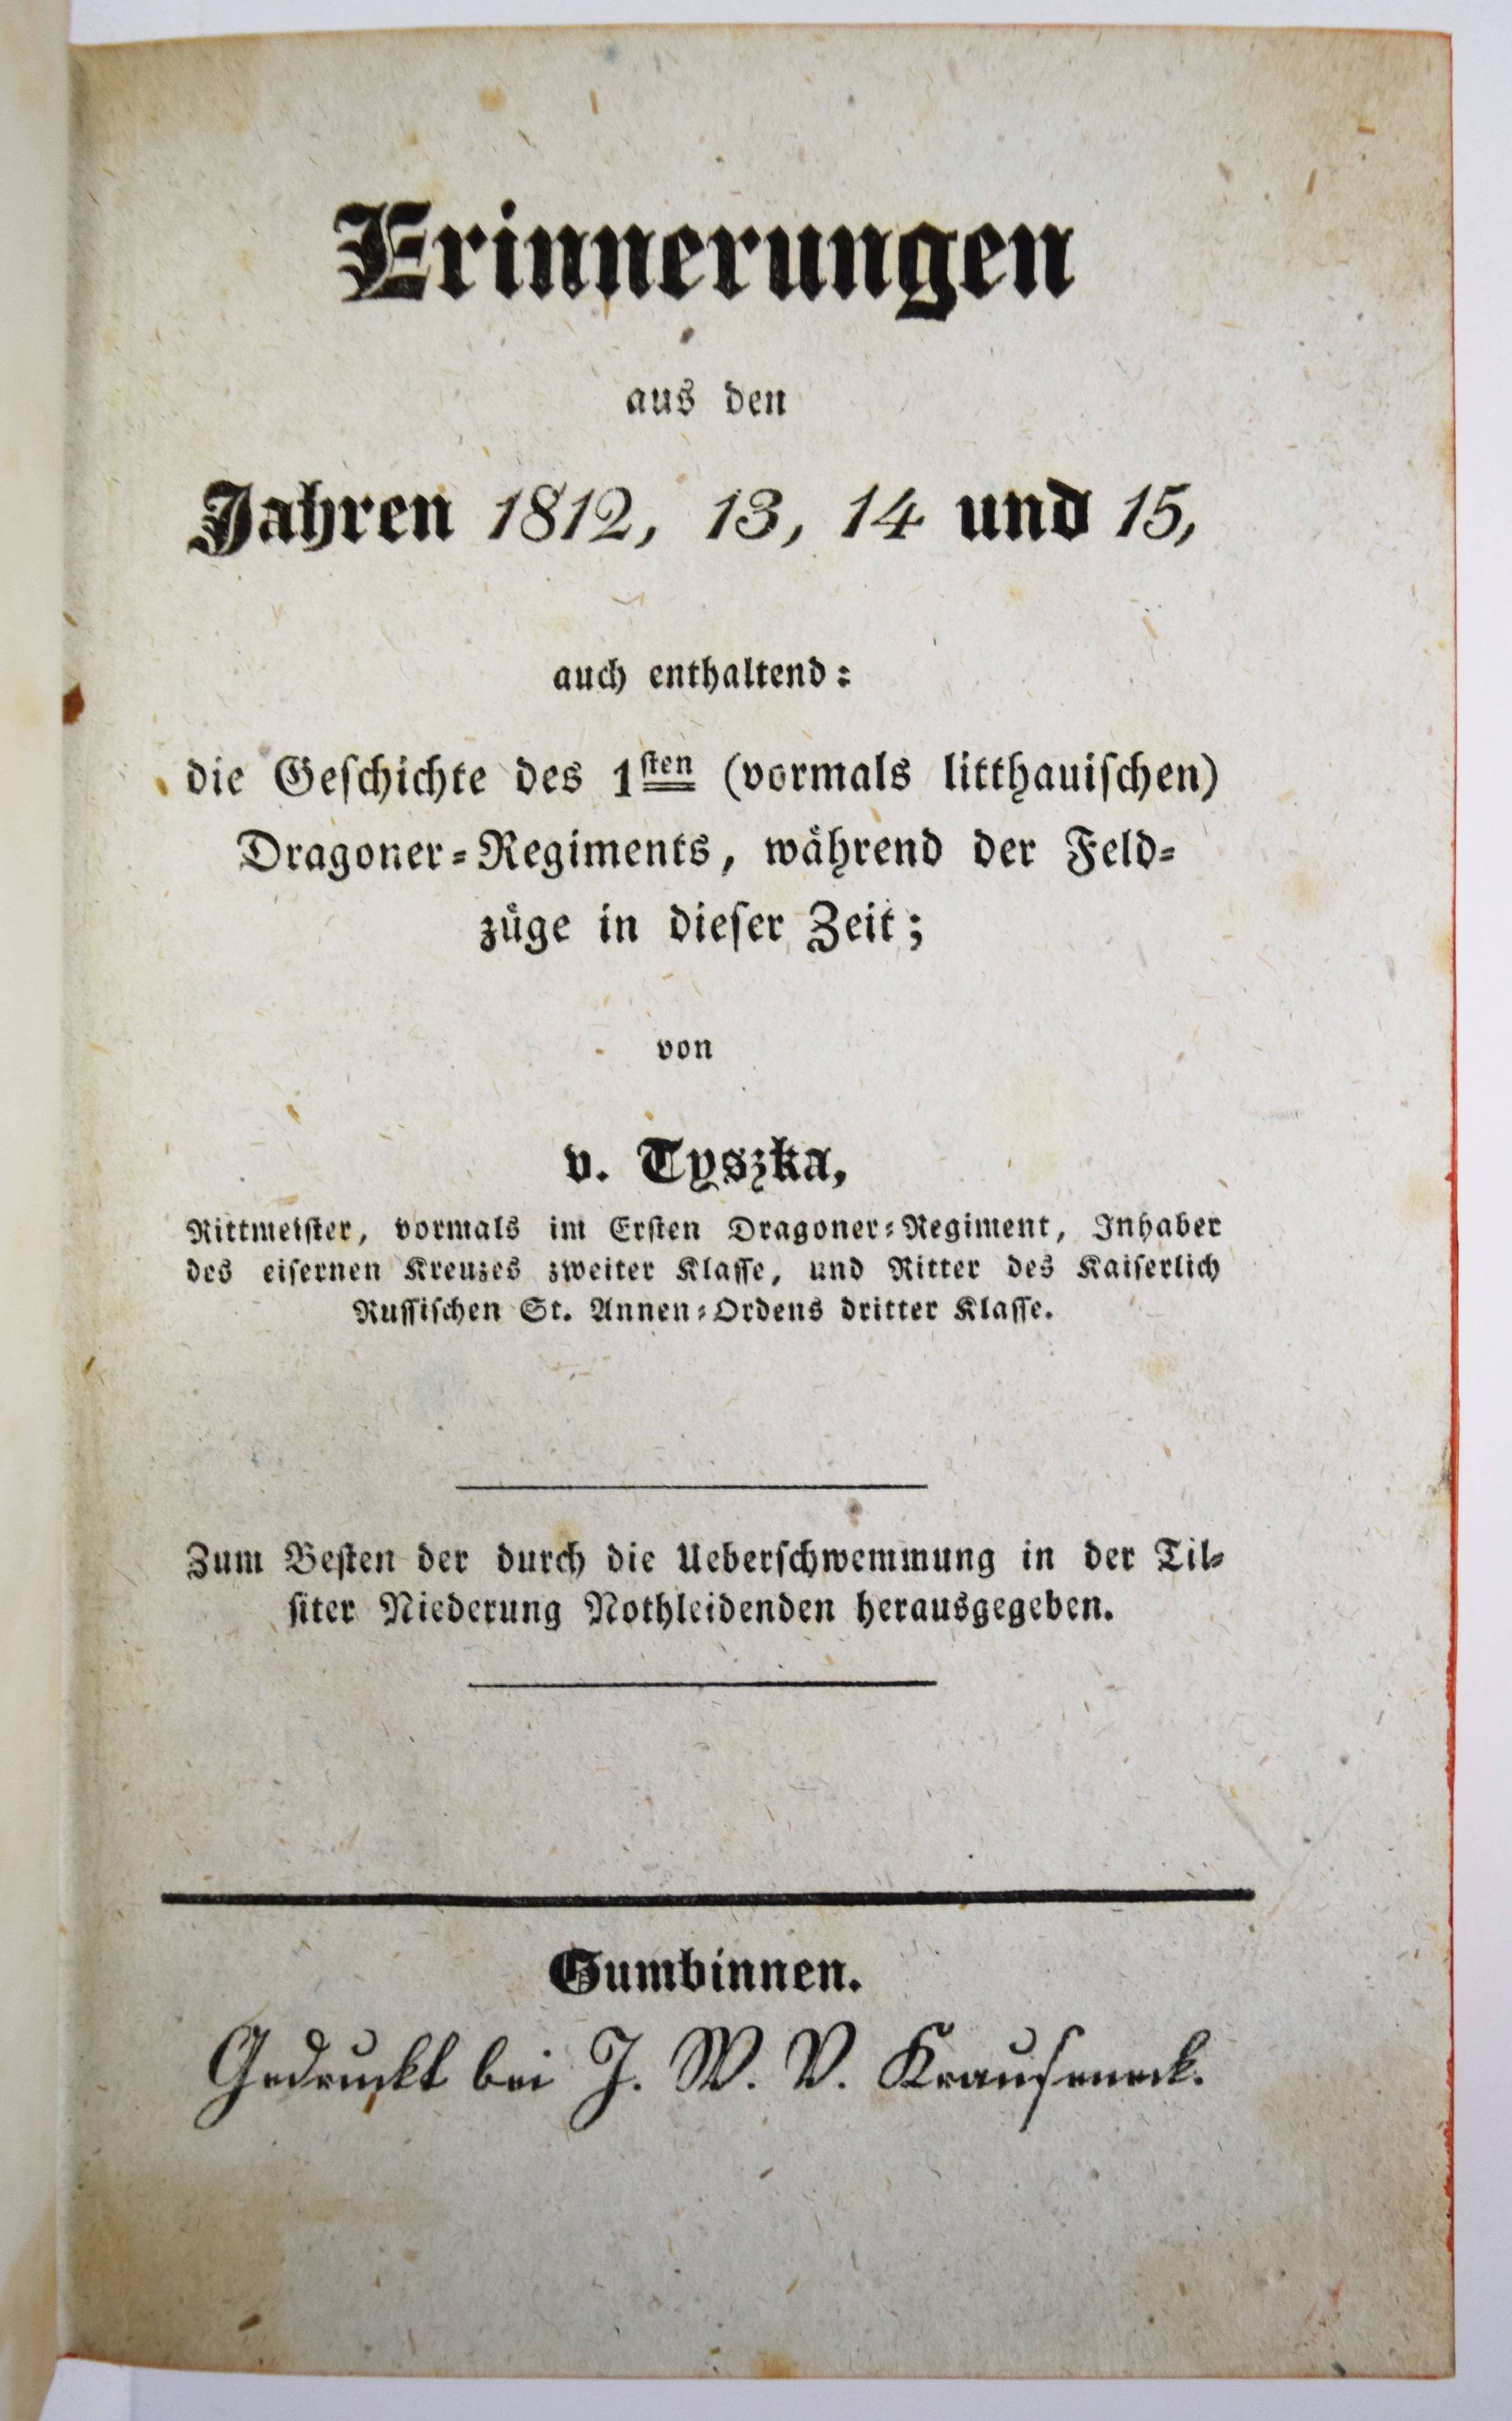 Erinnerungen
aus den
Jahren 1812, 13, 14 und 15,
auch enthaltend:
die Geſchichte des 1ſten (vormals litthauiſchen)
Dragoner-Regiments, während der Feld-
züge in dieſer Zeit;
von
v. Tyszka,
Rittmeiſter, vormals im Erſten Dragoner-Regiment, Inhaber
des eiſernen Kreuzes zweiter Klaſſe, und Ritter des Kaiſerlich
Ruſſiſchen St. Annen-Ordens dritter Klaſſe.
Zum Beſten der durch die Ueberſchwemmung in der Til-
ſiter Niederung Nothleidenden herausgegeben.
Gumbinnen.
Gedruckt bei J. W. V. Krauſeneck.